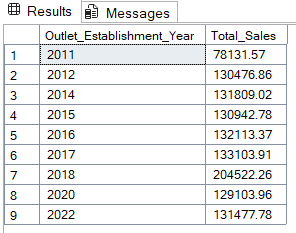 Results Messages
Outlet_Establishment_Year Total_Sales
1 2011 78131.57
2 2012 130476.86
3 2014 131809.02
4 2015 130942.78
5 2016 132113.37
6 2017 133103.91
7 2018 204522.26
8 2020 129103.96
9 2022 131477.78